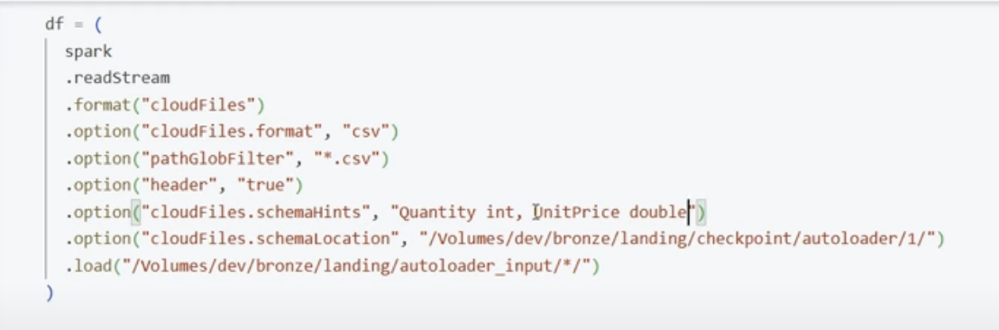 df = (
spark
.readStream
.format("cloudFiles")
.option("cloudFiles.format", "csv")
.option("pathGlobFilter", "*.csv")
.option("header", "true")
.option("cloudFiles.schemaHints", "Quantity int, UnitPrice double")
.option("cloudFiles.schemaLocation", "/Volumes/dev/bronze/landing/checkpoint/autoloader/1/")
.load("/Volumes/dev/bronze/landing/autoloader_input/*/")
)